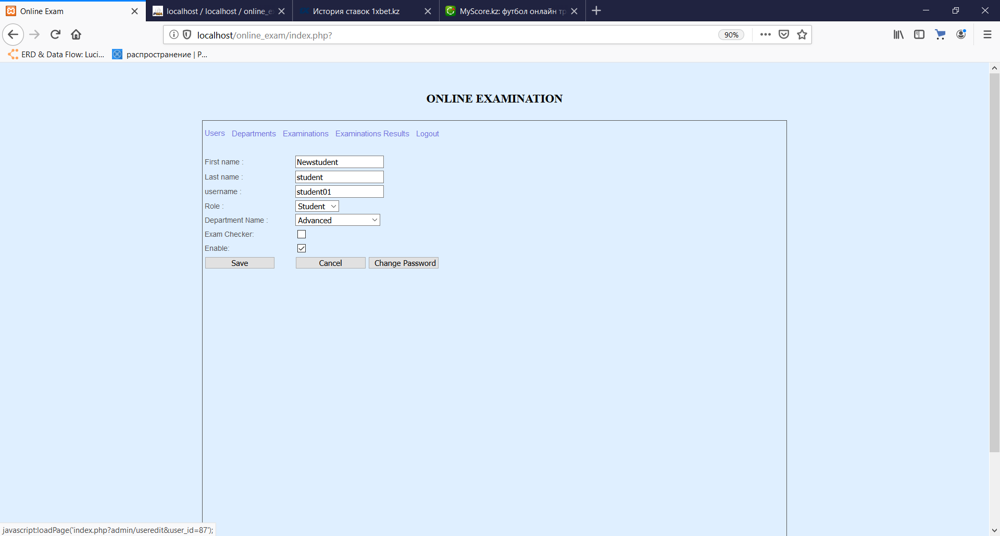 Online Exam
localhost / localhost / online_e
История ставок 1xbet.kz
MyScore.kz: футбол онлайн тр
localhost/online_exam/index.php?
90%
ERD & Data Flow: Luci...
распространение | P...
ONLINE EXAMINATION
Users Departments Examinations Examinations Results Logout
First name : Newstudent
Last name : student
username : student01
Role : Student
Department Name : Advanced
Exam Checker:
Enable:
Save Cancel Change Password
javascript:loadPage('index.php?admin/useredit&user_id=87');